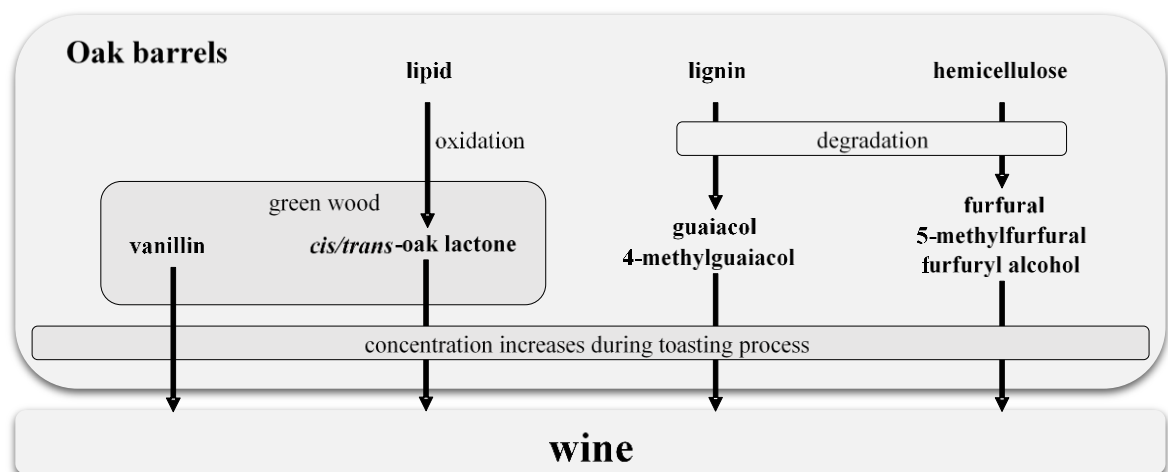 Oak barrels
lipid
lignin
hemicellulose
oxidation
degradation
green wood
vanillin
cis/trans-oak lactone
guaiacol
4-methylguaiacol
furfural
5-methylfurfural
furfuryl alcohol
concentration increases during toasting process
wine